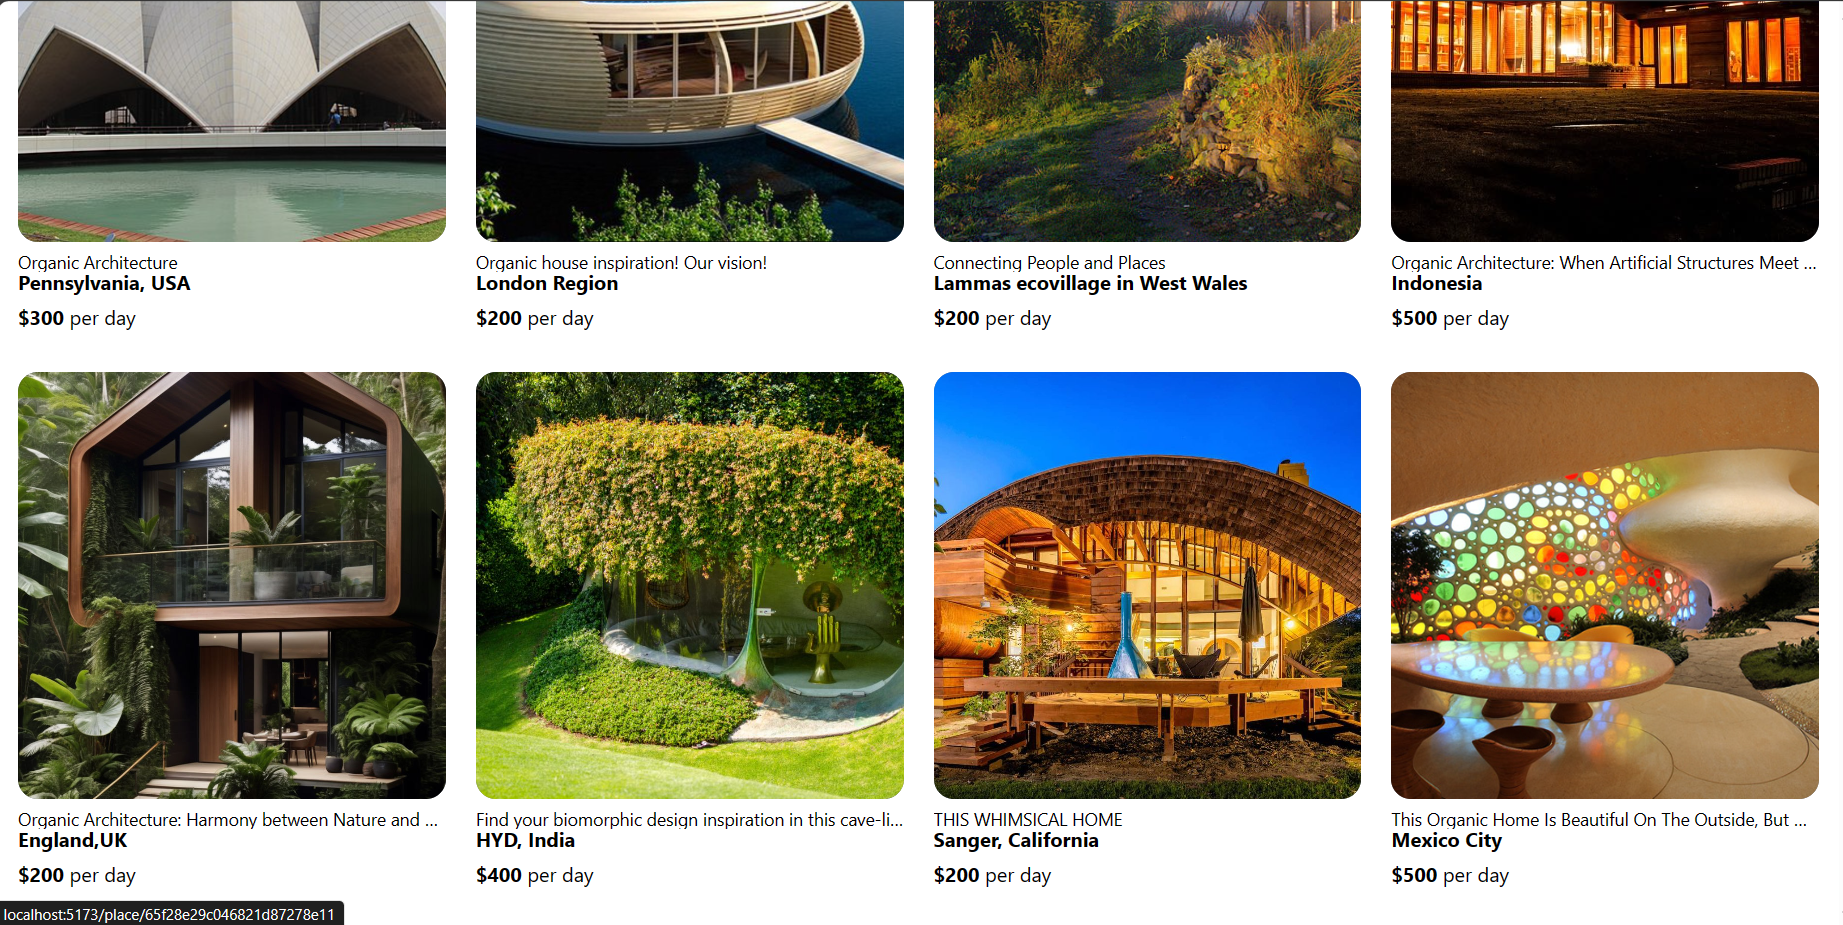 Organic Architecture
Pennsylvania, USA
$300 per day
Organic house inspiration! Our vision!
London Region
$200 per day
Connecting People and Places
Lammas ecovillage in West Wales
$200 per day
Organic Architecture: When Artificial Structures Meet ...
Indonesia
$500 per day
Organic Architecture: Harmony between Nature and ...
England,UK
$200 per day
Find your biomorphic design inspiration in this cave-li...
HYD, India
$400 per day
THIS WHIMSICAL HOME
Sanger, California
$200 per day
This Organic Home Is Beautiful On The Outside, But ...
Mexico City
$500 per day
localhost:5173/place/65f28e29c046821d87278e11